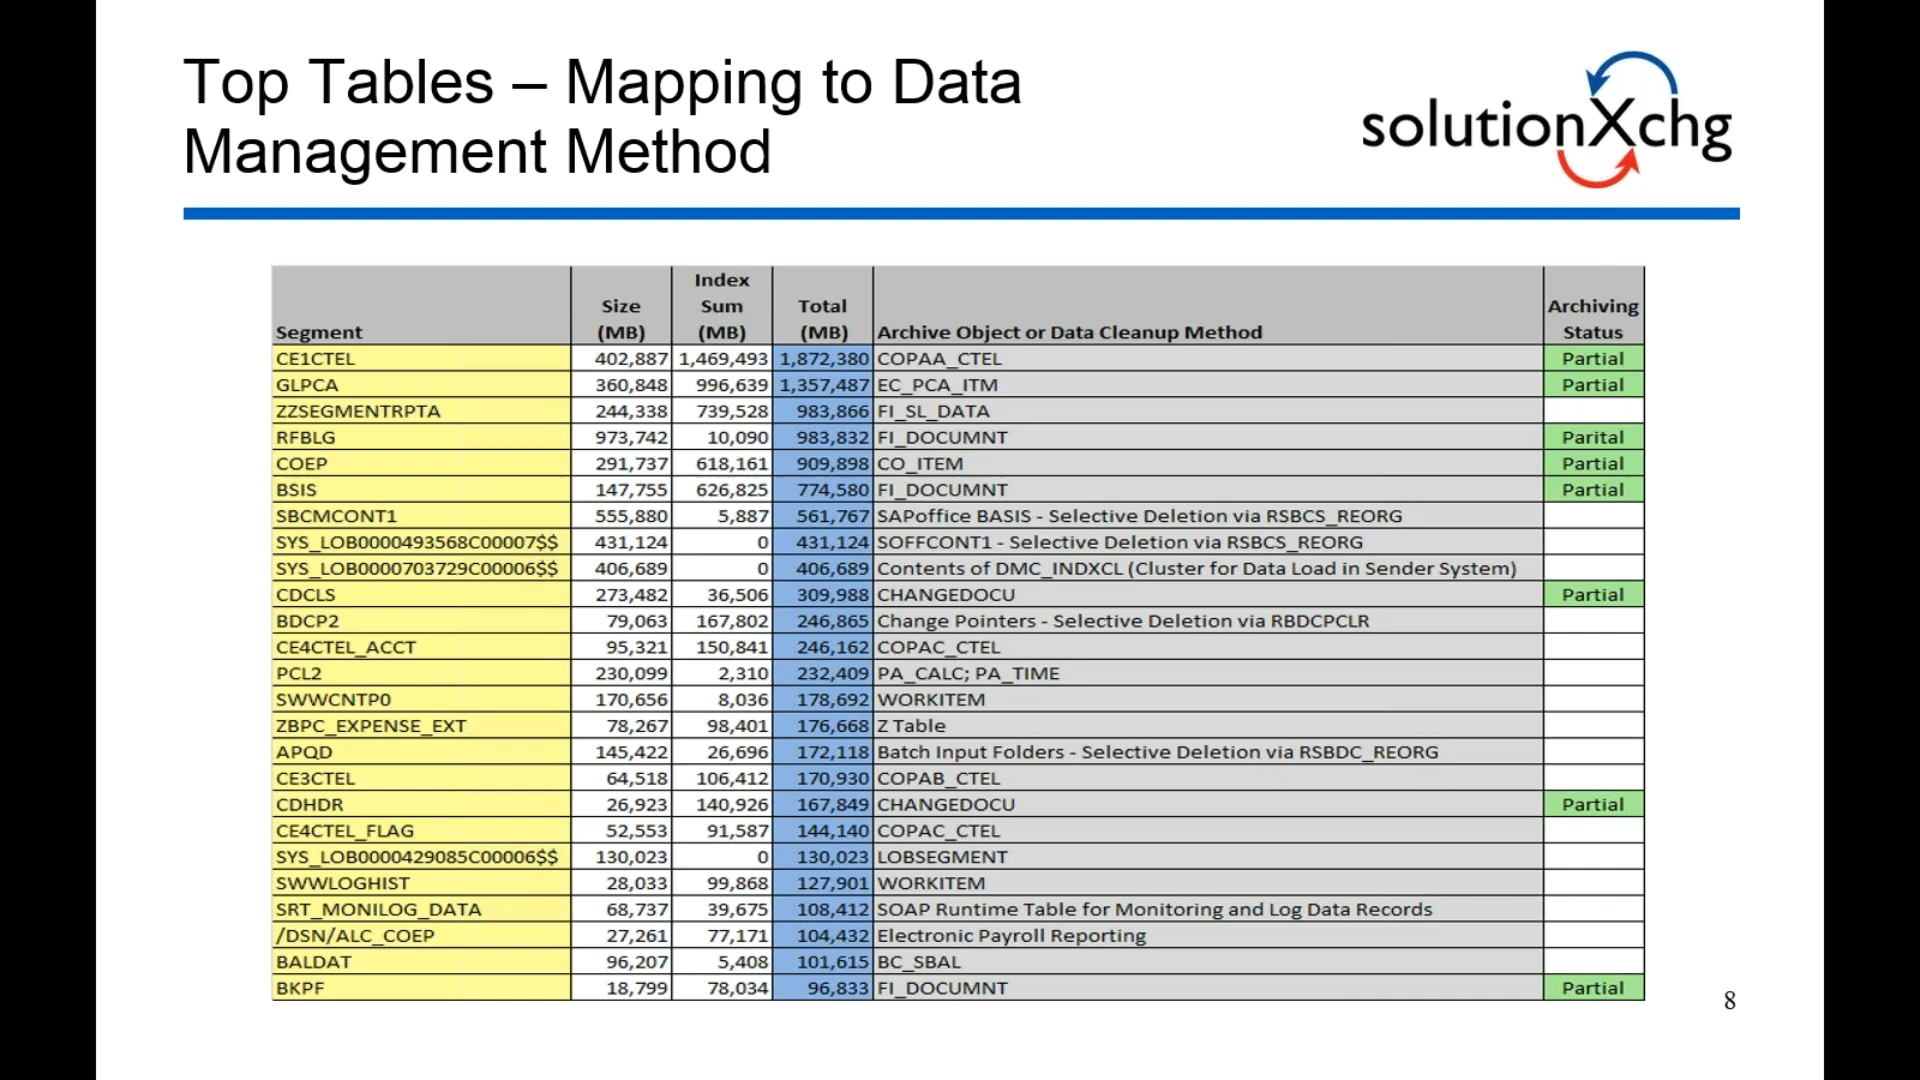 Top Tables – Mapping to Data
Management Method
solutionXchg
Segment Size (MB) Index Sum (MB) Total (MB) Archive Object or Data Cleanup Method Archiving Status
CE1CTEL 402,887 1,469,493 1,872,380 COPAA_CTEL Partial
GLPCA 360,848 996,639 1,357,487 EC_PCA_ITM Partial
ZZSEGMENTRPTA 244,338 739,528 983,866 FI_SL_DATA
RFBLG 973,742 10,090 983,832 FI_DOCUMNT Parital
COEP 291,737 618,161 909,898 CO_ITEM Partial
BSIS 147,755 626,825 774,580 FI_DOCUMNT Partial
SBCMCONT1 555,880 5,887 561,767 SAPoffice BASIS - Selective Deletion via RSBCS_REORG
SYS_LOB0000493568C00007$$ 431,124 0 431,124 SOFFCONT1 - Selective Deletion via RSBCS_REORG
SYS_LOB0000703729C00006$$ 406,689 0 406,689 Contents of DMC_INDXCL (Cluster for Data Load in Sender System)
CDCLS 273,482 36,506 309,988 CHANGEDOCU Partial
BDCP2 79,063 167,802 246,865 Change Pointers - Selective Deletion via RBDCPCLR
CE4CTEL_ACCT 95,321 150,841 246,162 COPAC_CTEL
PCL2 230,099 2,310 232,409 PA_CALC; PA_TIME
SWWCNTP0 170,656 8,036 178,692 WORKITEM
ZBPC_EXPENSE_EXT 78,267 98,401 176,668 Z Table
APQD 145,422 26,696 172,118 Batch Input Folders - Selective Deletion via RSBDC_REORG
CE3CTEL 64,518 106,412 170,930 COPAB_CTEL
CDHDR 26,923 140,926 167,849 CHANGEDOCU Partial
CE4CTEL_FLAG 52,553 91,587 144,140 COPAC_CTEL
SYS_LOB0000429085C00006$$ 130,023 0 130,023 LOBSEGMENT
SWWLOGHIST 28,033 99,868 127,901 WORKITEM
SRT_MONILOG_DATA 68,737 39,675 108,412 SOAP Runtime Table for Monitoring and Log Data Records
/DSN/ALC_COEP 27,261 77,171 104,432 Electronic Payroll Reporting
BALDAT 96,207 5,408 101,615 BC_SBAL
BKPF 18,799 78,034 96,833 FI_DOCUMNT Partial
8